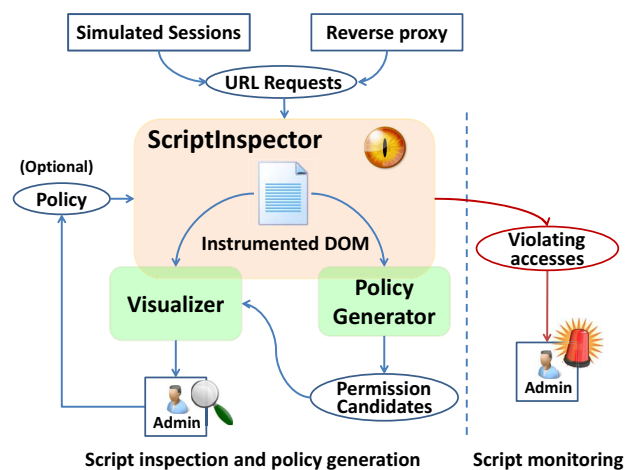 Simulated Sessions
Reverse proxy
URL Requests
ScriptInspector
(Optional)
Policy
Instrumented DOM
Violating
accesses
Visualizer
Policy
Generator
Admin
Permission
Candidates
Admin
Script inspection and policy generation
Script monitoring